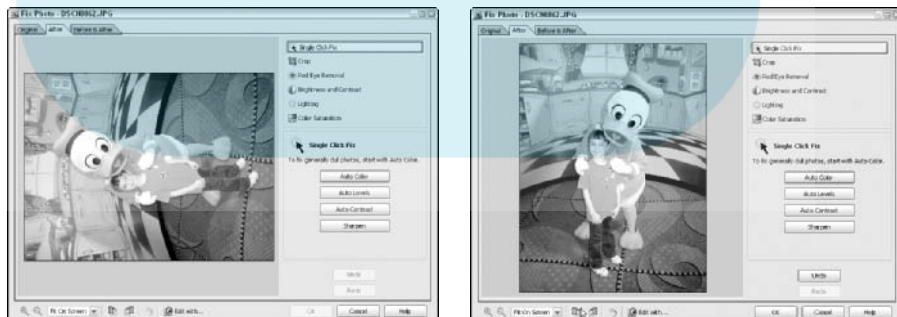 Fix Photo - DSCN0862.JPG
Original After Before & After
Single Click Fix
Crop
Red Eye Removal
Brightness and Contrast
Lighting
Color Saturation
Single Click Fix
To fix generally dull photos, start with Auto Color.
Auto Color
Auto Levels
Auto Contrast
Sharpen
Undo
Redo
Fit On Screen
Edit with...
OK Cancel Help
Fix Photo - DSCN0862.JPG
Original After Before & After
Single Click Fix
Crop
Red Eye Removal
Brightness and Contrast
Lighting
Color Saturation
Single Click Fix
To fix generally dull photos, start with Auto Color.
Auto Color
Auto Levels
Auto Contrast
Sharpen
Undo
Redo
Fit On Screen
Edit with...
OK Cancel Help